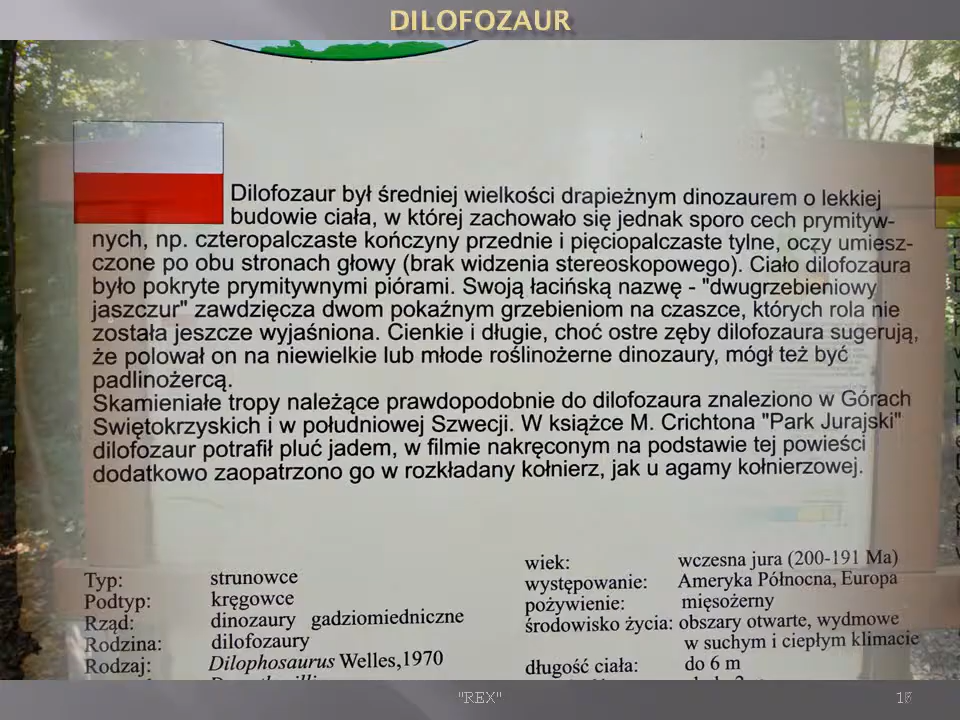 DILOFOZAUR
Dilofozaur był średniej wielkości drapieżnym dinozaurem o lekkiej
budowie ciała, w której zachowało się jednak sporo cech prymityw-
nych, np. czteropalczaste kończyny przednie i pięciopalczaste tylne, oczy umiesz-
czone po obu stronach głowy (brak widzenia stereoskopowego). Ciało dilofozaura
było pokryte prymitywnymi piórami. Swoją łacińską nazwę - "dwugrzebieniowy
jaszczur" zawdzięcza dwom pokaźnym grzebieniom na czaszce, których rola nie
została jeszcze wyjaśniona. Cienkie i długie, choć ostre zęby dilofozaura sugerują,
że polował on na niewielkie lub młode roślinożerne dinozaury, mógł też być
padlinożercą.
Skamieniałe tropy należące prawdopodobnie do dilofozaura znaleziono w Górach
Świętokrzyskich i w południowej Szwecji. W książce M. Crichtona "Park Jurajski"
dilofozaur potrafił pluć jadem, w filmie nakręconym na podstawie tej powieści
dodatkowo zaopatrzono go w rozkładany kołnierz, jak u agamy kołnierzowej.
Typ: strunowce
Podtyp: kręgowce
Rząd: dinozaury gadziomiedniczne
Rodzina: dilofozaury
Rodzaj: Dilophosaurus Welles,1970
wiek: wczesna jura (200-191 Ma)
występowanie: Ameryka Północna, Europa
pożywienie: mięsożerny
środowisko życia: obszary otwarte, wydmowe
w suchym i ciepłym klimacie
długość ciała: do 6 m
"REX"